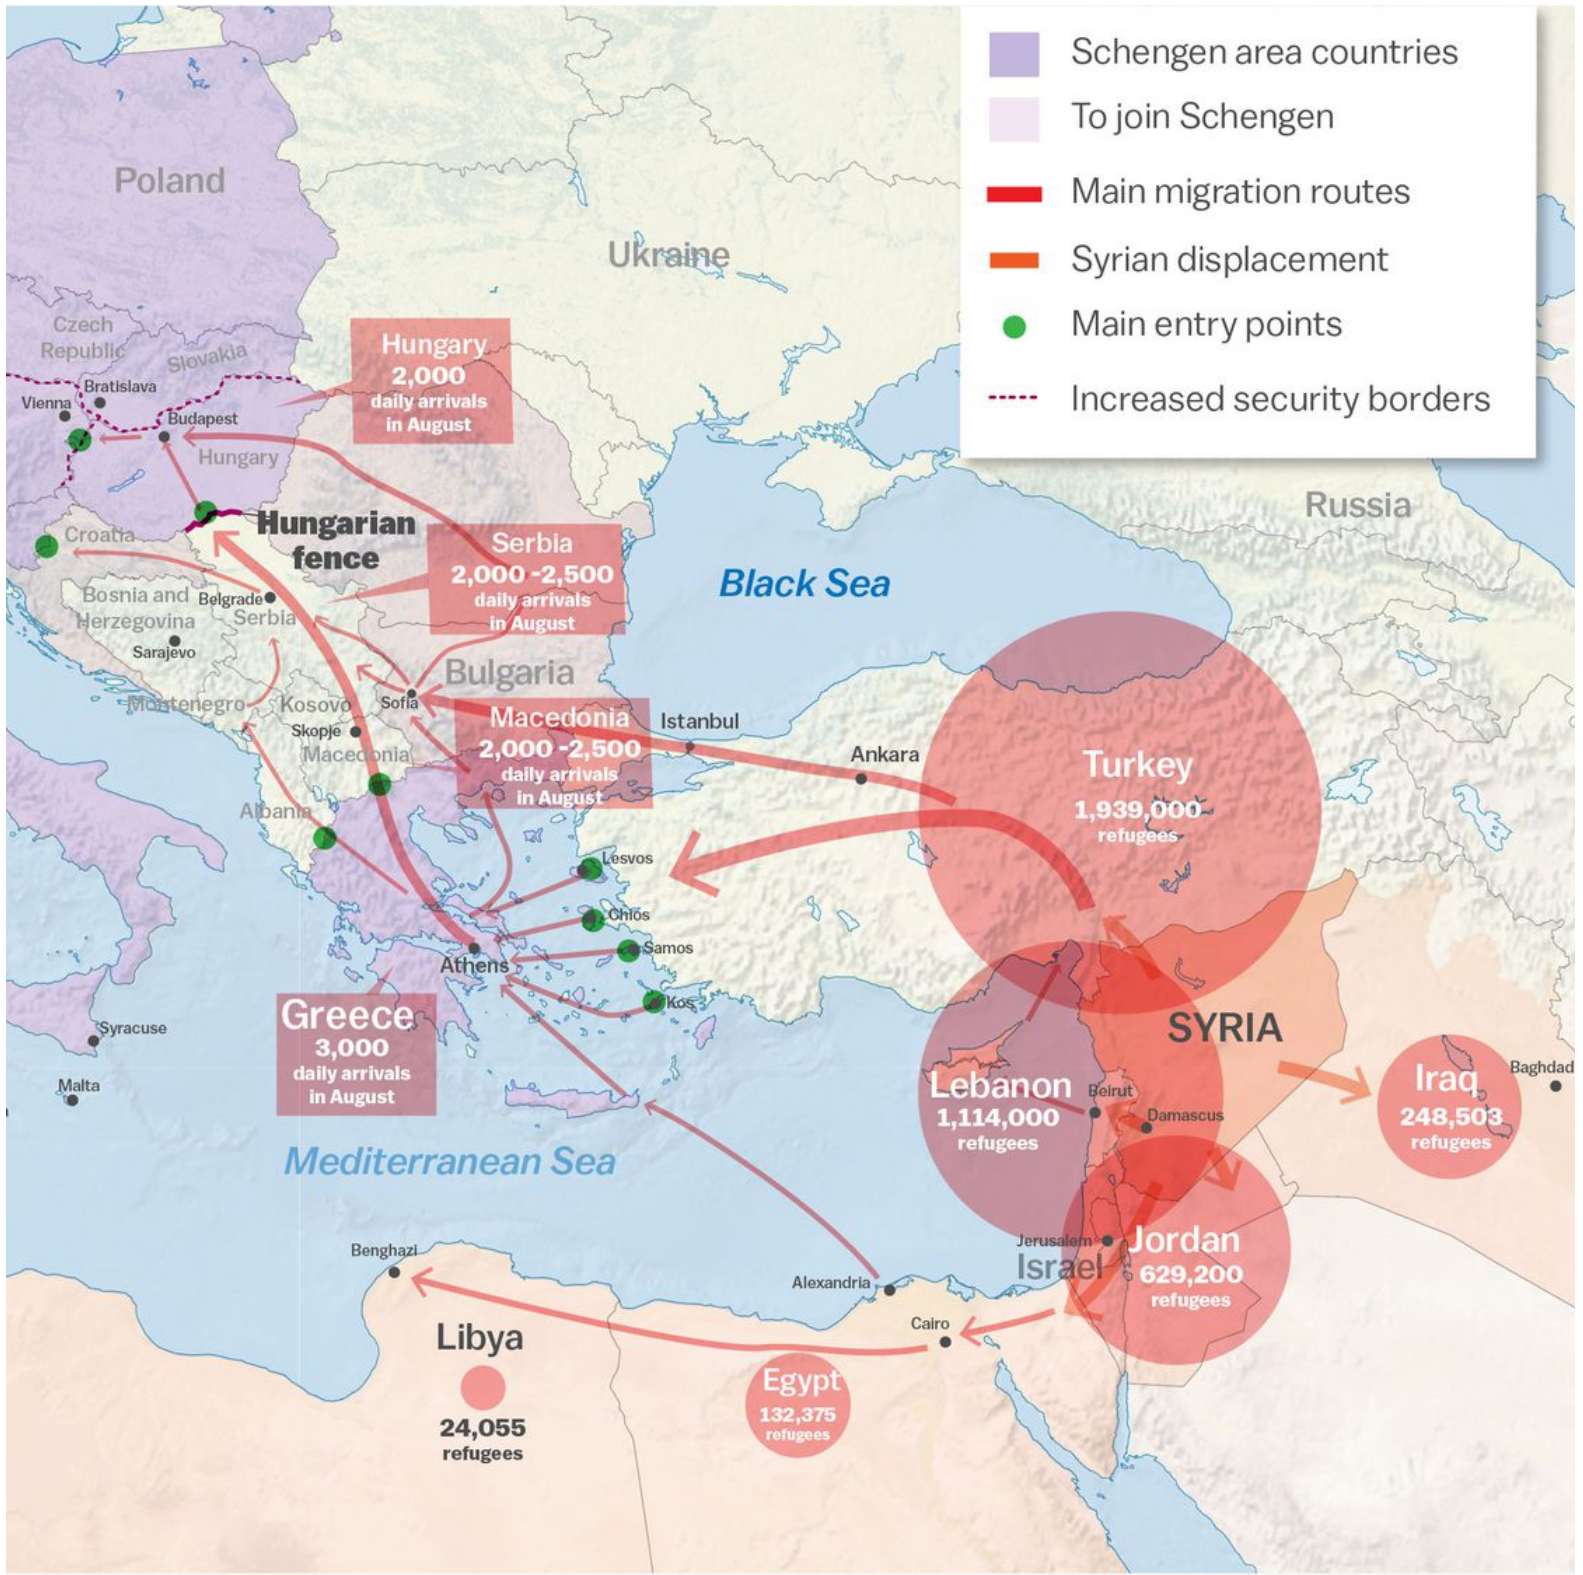 Schengen area countries
To join Schengen
Main migration routes
Syrian displacement
Main entry points
Increased security borders
Poland
Ukraine
Czech
Republic
Slovakia
Hungary
2,000
daily arrivals
in August
Bratislava
Vienna
Budapest
Hungary
Russia
Hungarian
fence
Croatia
Serbia
2,000 -2,500
daily arrivals
in August
Black Sea
Bosnia and
Herzegovina
Belgrade
Serbia
Sarajevo
Bulgaria
Montenegro
Kosovo
Sofia
Skopje
Macedonia
Macedonia
2,000 -2,500
daily arrivals
in August
Istanbul
Ankara
Turkey
1,939,000
refugees
Albania
Lesvos
Chios
Samos
Athens
Kos
Greece
3,000
daily arrivals
in August
Syracuse
Malta
SYRIA
Lebanon
1,114,000
refugees
Beirut
Damascus
Iraq
248,503
refugees
Baghdad
Mediterranean Sea
Jerusalem
Israel
Jordan
629,200
refugees
Benghazi
Alexandria
Cairo
Libya
24,055
refugees
Egypt
132,375
refugees